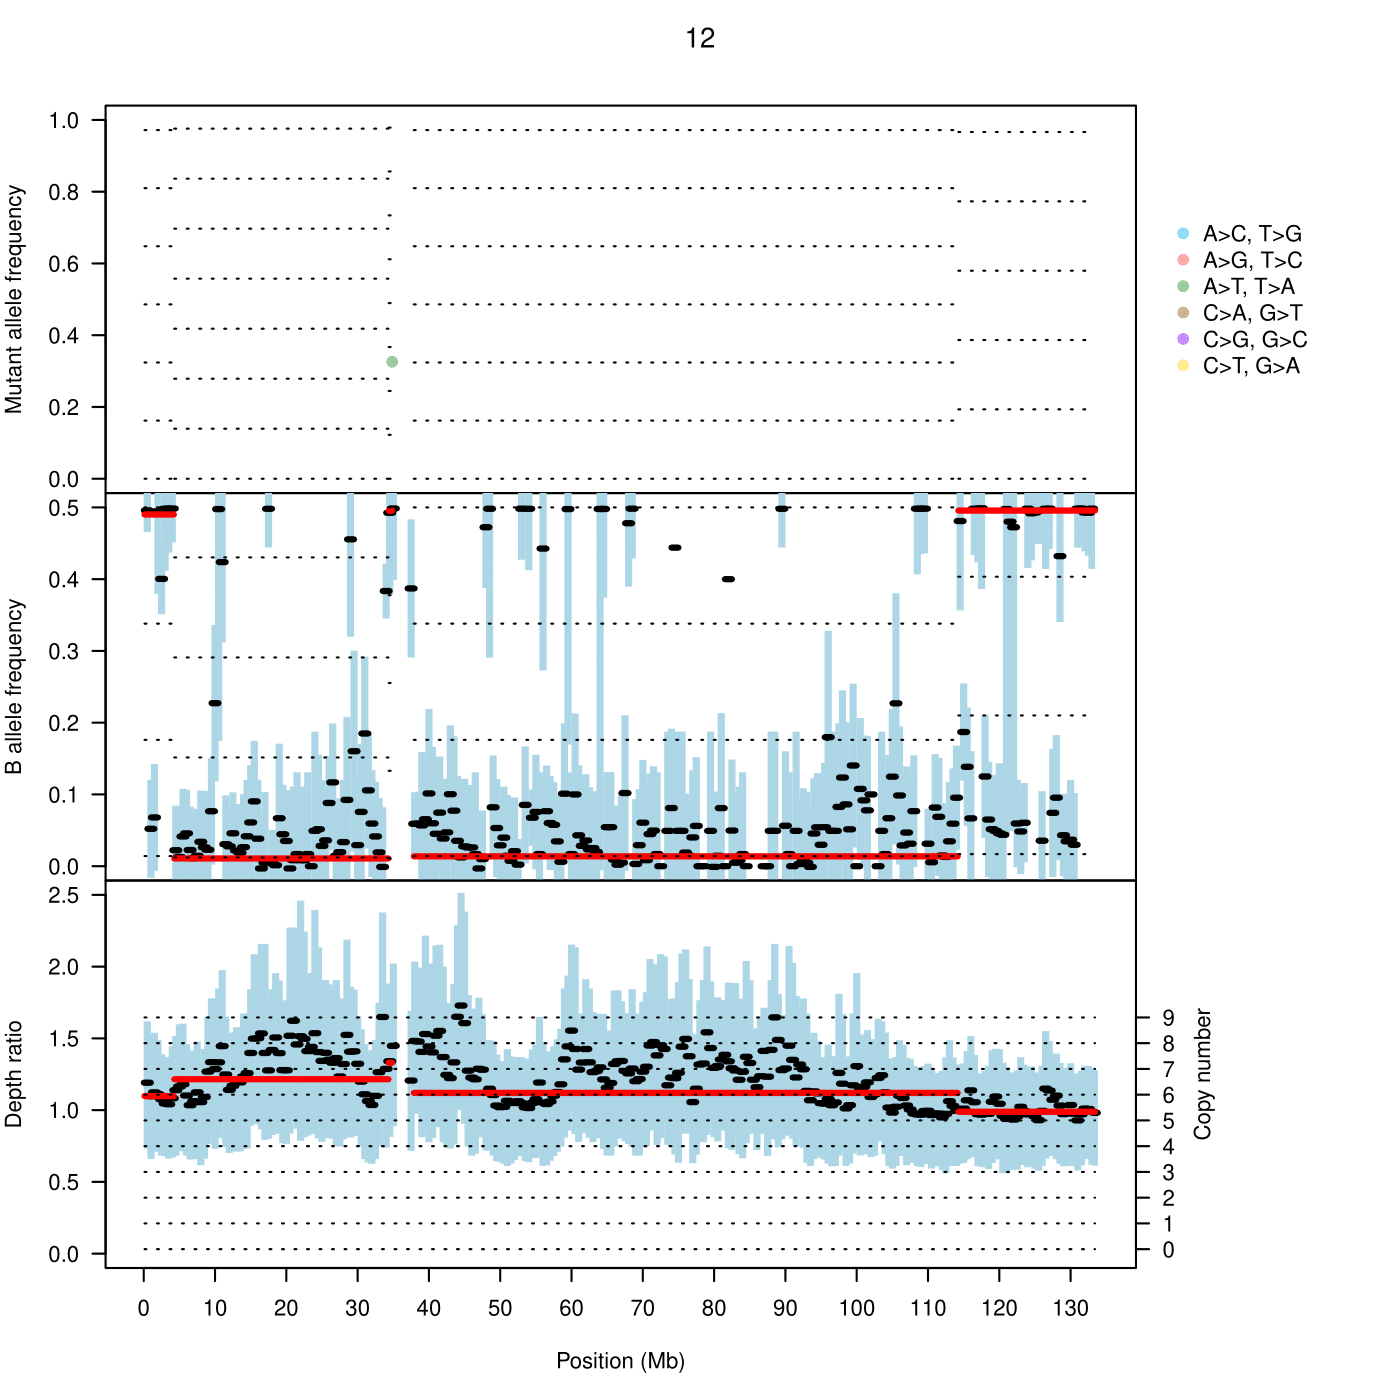 12
Mutant allele frequency
1.0
0.8
0.6
0.4
0.2
0.0
A>C, T>G
A>G, T>C
A>T, T>A
C>A, G>T
C>G, G>C
C>T, G>A
B allele frequency
0.5
0.4
0.3
0.2
0.1
0.0
Depth ratio
2.5
2.0
1.5
1.0
0.5
0.0
Copy number
9
8
7
6
5
4
3
2
1
0
0 10 20 30 40 50 60 70 80 90 100 110 120 130
Position (Mb)